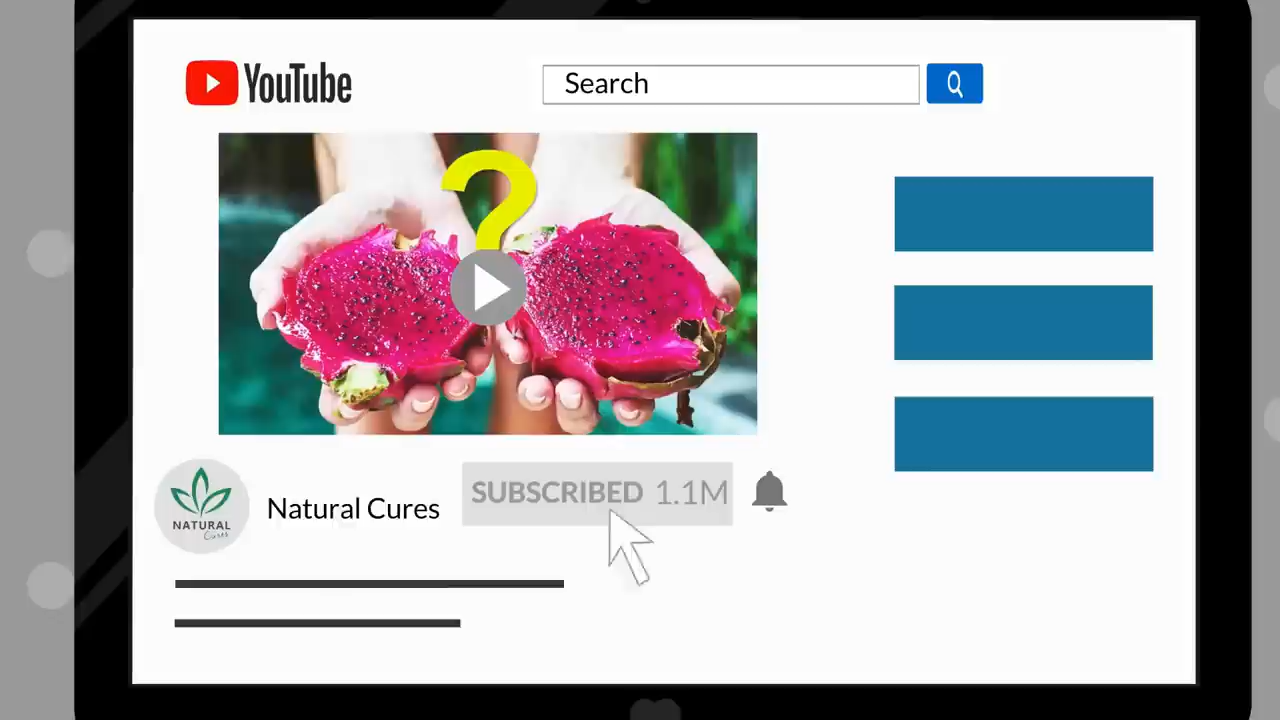 YouTube
Search
?
NATURAL
Cures
Natural Cures
SUBSCRIBED 1.1M